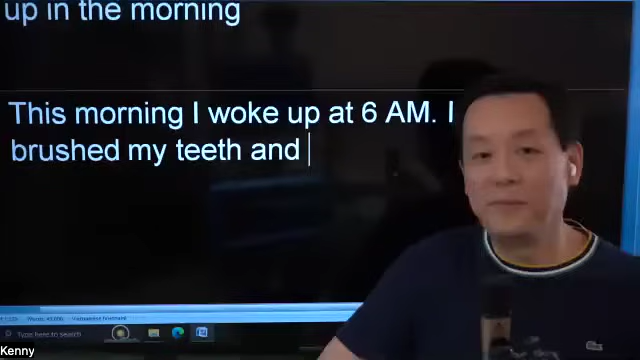 up in the morning
This morning I woke up at 6 AM. I
brushed my teeth and
Type here to search
Kenny